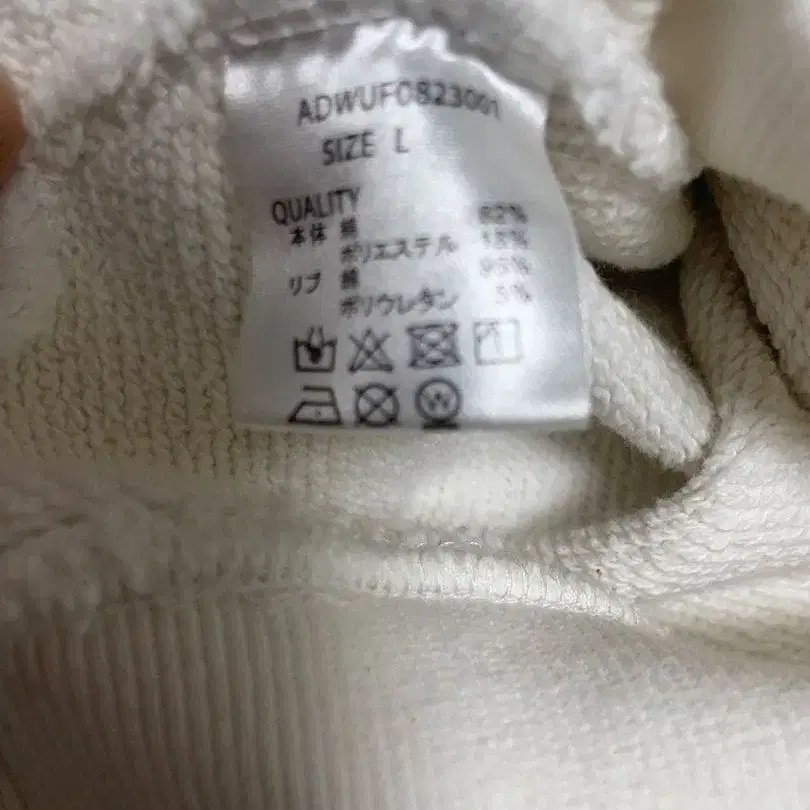 ADWUF0823001
SIZE L
QUALITY
本体 綿 82%
ポリエステル 18%
リブ 綿 95%
ポリウレタン 5%
W